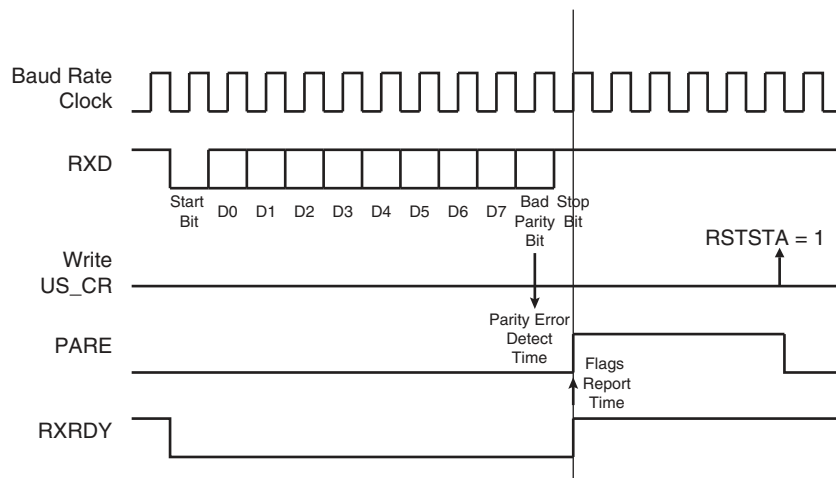 Baud Rate
Clock
RXD
Start
Bit
D0 D1 D2 D3 D4 D5 D6 D7
Bad
Parity
Bit
Stop
Bit
RSTSTA = 1
Write
US_CR
Parity Error
Detect
Time
PARE
Flags
Report
Time
RXRDY